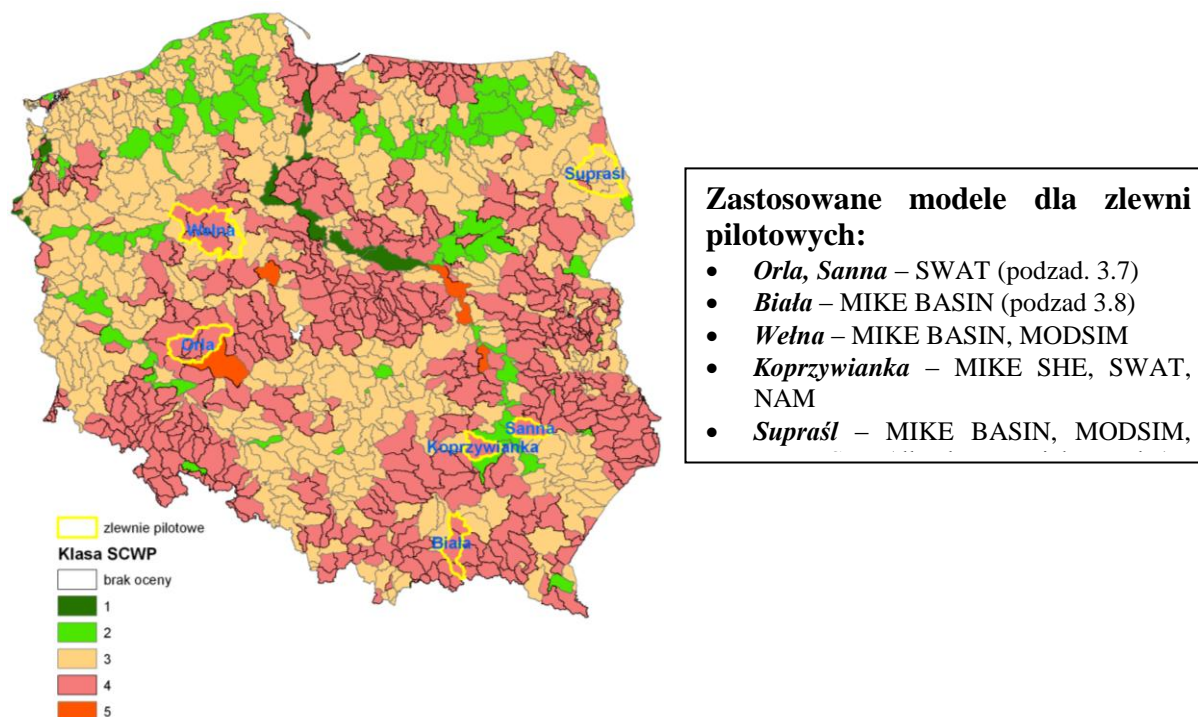 Supraśl
Wełna
Orla
Sanna
Koprzywianka
Biała
zlewnie pilotowe
Klasa SCWP
brak oceny
1
2
3
4
5
Zastosowane modele dla zlewni
pilotowych:
• Orla, Sanna – SWAT (podzad. 3.7)
• Biała – MIKE BASIN (podzad 3.8)
• Wełna – MIKE BASIN, MODSIM
• Koprzywianka – MIKE SHE, SWAT,
NAM
• Supraśl – MIKE BASIN, MODSIM,